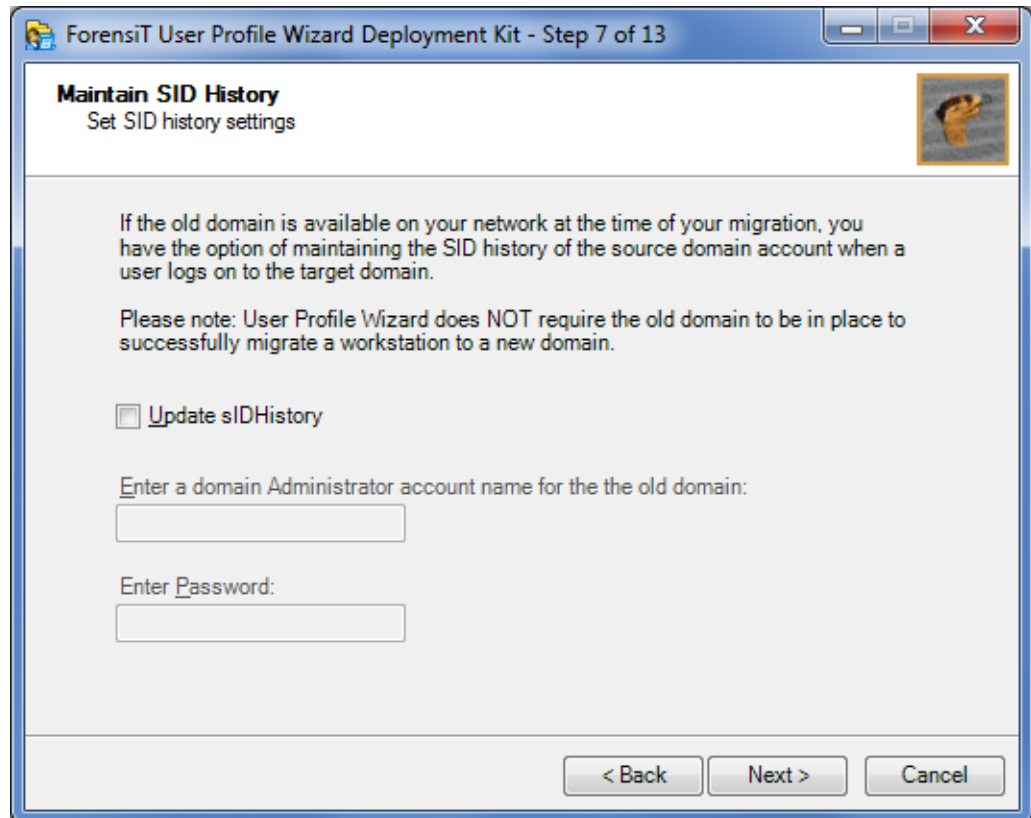 ForensiT User Profile Wizard Deployment Kit - Step 7 of 13
Maintain SID History
Set SID history settings
If the old domain is available on your network at the time of your migration, you
have the option of maintaining the SID history of the source domain account when a
user logs on to the target domain.
Please note: User Profile Wizard does NOT require the old domain to be in place to
successfully migrate a workstation to a new domain.
Update sIDHistory
Enter a domain Administrator account name for the the old domain:
Enter Password:
< Back
Next >
Cancel